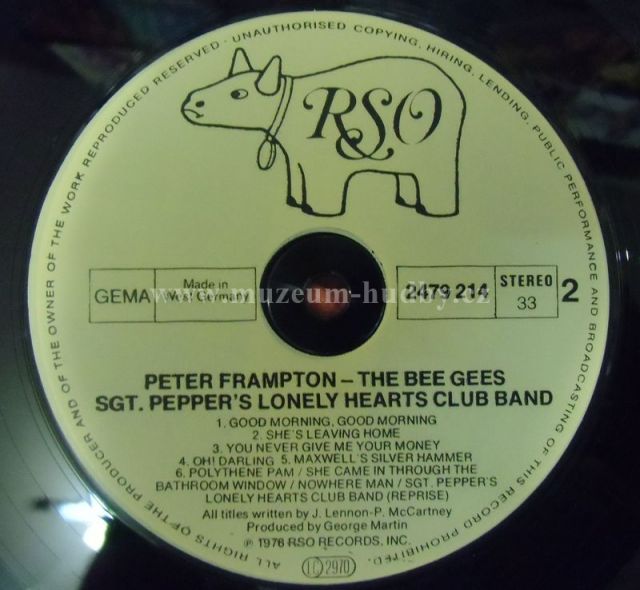 ALL RIGHTS OF THE PRODUCER AND OF THE OWNER OF THE WORK REPRODUCED RESERVED · UNAUTHORISED COPYING, HIRING, LENDING, PUBLIC PERFORMANCE AND BROADCASTING OF THIS RECORD PROHIBITED.
RSO
GEMA
Made in
West Germany
2479 214
STEREO
33
2
www.muzeum-hudby.cz
PETER FRAMPTON – THE BEE GEES
SGT. PEPPER'S LONELY HEARTS CLUB BAND
1. GOOD MORNING, GOOD MORNING
2. SHE'S LEAVING HOME
3. YOU NEVER GIVE ME YOUR MONEY
4. OH! DARLING 5. MAXWELL'S SILVER HAMMER
6. POLYTHENE PAM / SHE CAME IN THROUGH THE
BATHROOM WINDOW / NOWHERE MAN / SGT. PEPPER'S
LONELY HEARTS CLUB BAND (REPRISE)
All titles written by J. Lennon-P. McCartney
Produced by George Martin
℗ 1978 RSO RECORDS, INC.
LC 2970